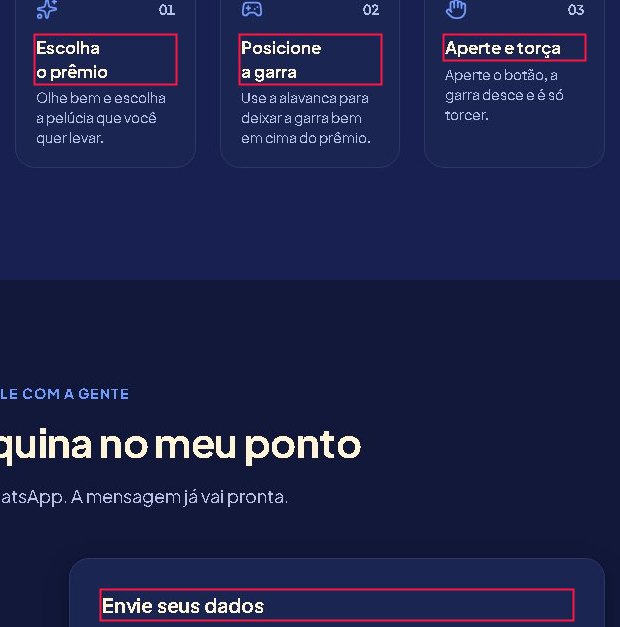 01
Escolha
o prêmio
Olhe bem e escolha
a pelúcia que você
quer levar.
02
Posicione
a garra
Use a alavanca para
deixar a garra bem
em cima do prêmio.
03
Aperte e torça
Aperte o botão, a
garra desce e é só
torcer.
LE COM A GENTE
quina no meu ponto
atsApp. A mensagem já vai pronta.
Envie seus dados